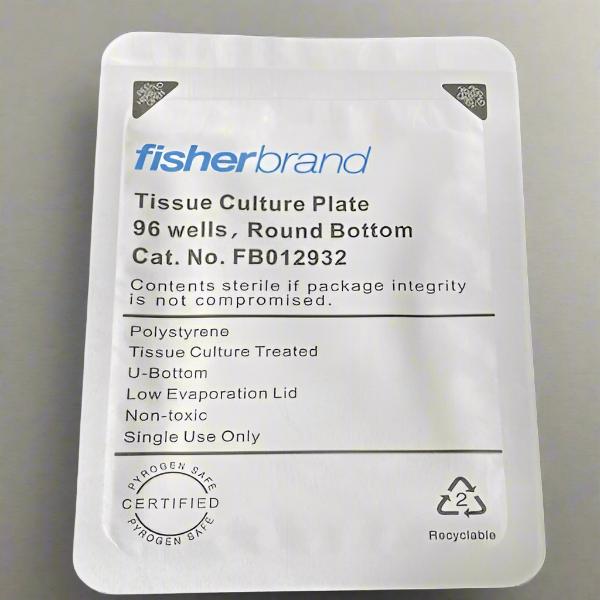 fisherbrand
Tissue Culture Plate
96 wells, Round Bottom
Cat. No. FB012932
Contents sterile if package integrity
is not compromised.
Polystyrene
Tissue Culture Treated
U-Bottom
Low Evaporation Lid
Non-toxic
Single Use Only
PYROGEN SAFE
CERTIFIED
PYROGEN SAFE
2
Recyclable